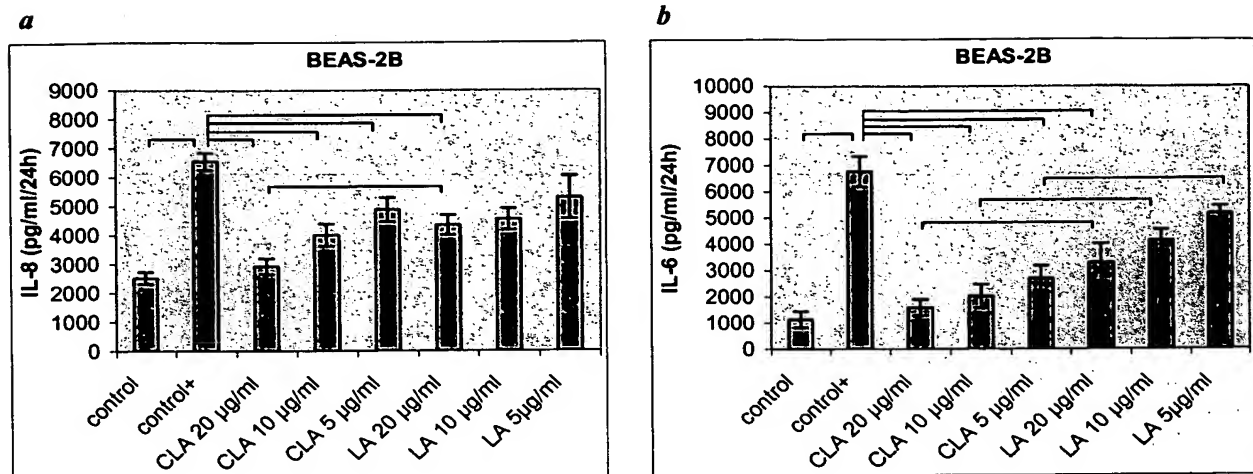 a
BEAS-2B
IL-8 (pg/ml/24h)
9000
8000
7000
6000
5000
4000
3000
2000
1000
0
control
control+
CLA 20 µg/ml
CLA 10 µg/ml
CLA 5 µg/ml
LA 20 µg/ml
LA 10 µg/ml
LA 5µg/ml
b
BEAS-2B
IL-6 (pg/ml/24h)
10000
9000
8000
7000
6000
5000
4000
3000
2000
1000
0
control
control+
CLA 20 µg/ml
CLA 10 µg/ml
CLA 5 µg/ml
LA 20 µg/ml
LA 10 µg/ml
LA 5µg/ml